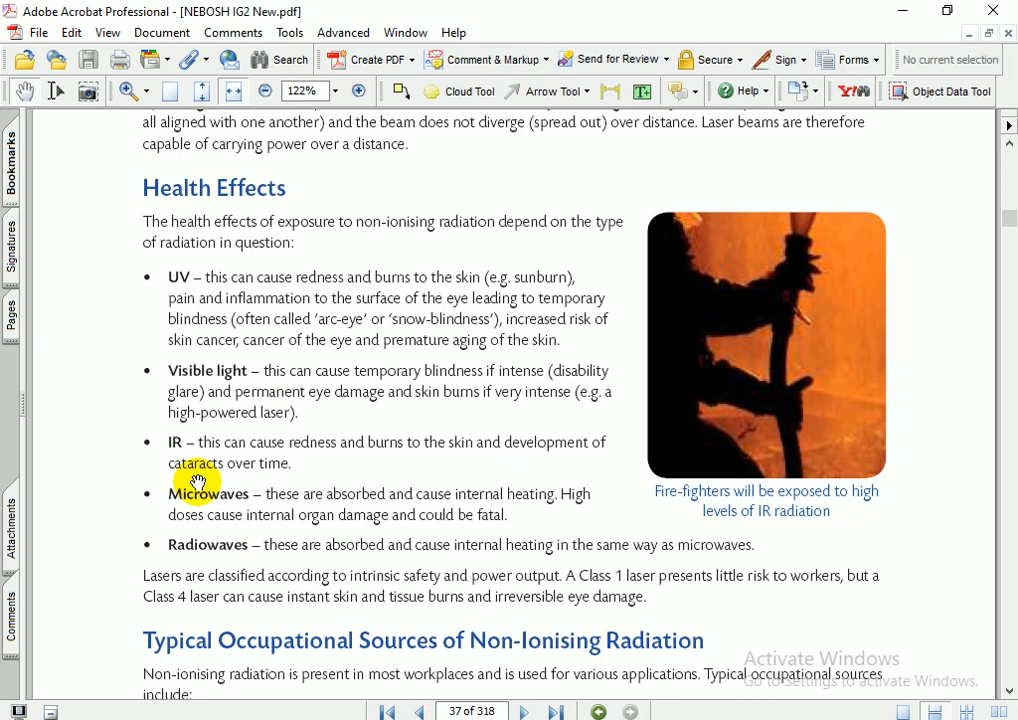 Adobe Acrobat Professional - [NEBOSH IG2 New.pdf]
File Edit View Document Comments Tools Advanced Window Help
Search Create PDF Comment & Markup Send for Review Secure Sign Forms No current selection
122% Cloud Tool Arrow Tool Help Y! Object Data Tool
all aligned with one another) and the beam does not diverge (spread out) over distance. Laser beams are therefore
capable of carrying power over a distance.
Bookmarks
Signatures
Pages
Attachments
Comments
Health Effects
The health effects of exposure to non-ionising radiation depend on the type
of radiation in question:
• UV – this can cause redness and burns to the skin (e.g. sunburn),
pain and inflammation to the surface of the eye leading to temporary
blindness (often called 'arc-eye' or 'snow-blindness'), increased risk of
skin cancer, cancer of the eye and premature aging of the skin.
• Visible light – this can cause temporary blindness if intense (disability
glare) and permanent eye damage and skin burns if very intense (e.g. a
high-powered laser).
• IR – this can cause redness and burns to the skin and development of
cataracts over time.
• Microwaves – these are absorbed and cause internal heating. High
doses cause internal organ damage and could be fatal.
Fire-fighters will be exposed to high
levels of IR radiation
• Radiowaves – these are absorbed and cause internal heating in the same way as microwaves.
Lasers are classified according to intrinsic safety and power output. A Class 1 laser presents little risk to workers, but a
Class 4 laser can cause instant skin and tissue burns and irreversible eye damage.
Typical Occupational Sources of Non-Ionising Radiation
Non-ionising radiation is present in most workplaces and is used for various applications. Typical occupational sources
include:
Activate Windows
Go to Settings to activate Windows.
37 of 318